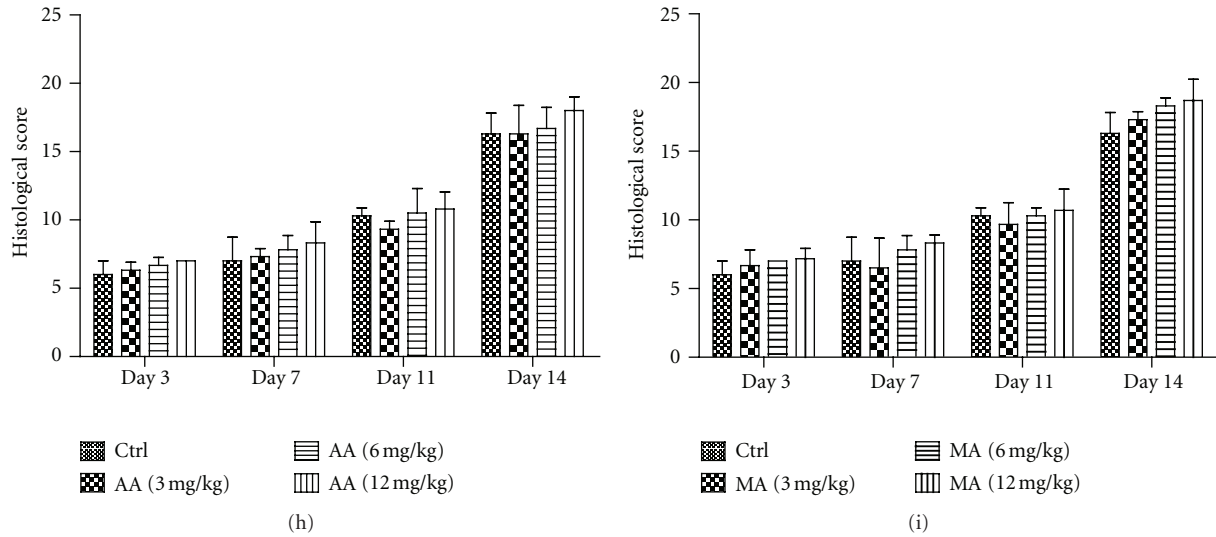 25
20
15
10
5
0
Histological score
Day 3 Day 7 Day 11 Day 14
Ctrl AA (6 mg/kg)
AA (3 mg/kg) AA (12 mg/kg)
(h)
25
20
15
10
5
0
Histological score
Day 3 Day 7 Day 11 Day 14
Ctrl MA (6 mg/kg)
MA (3 mg/kg) MA (12 mg/kg)
(i)